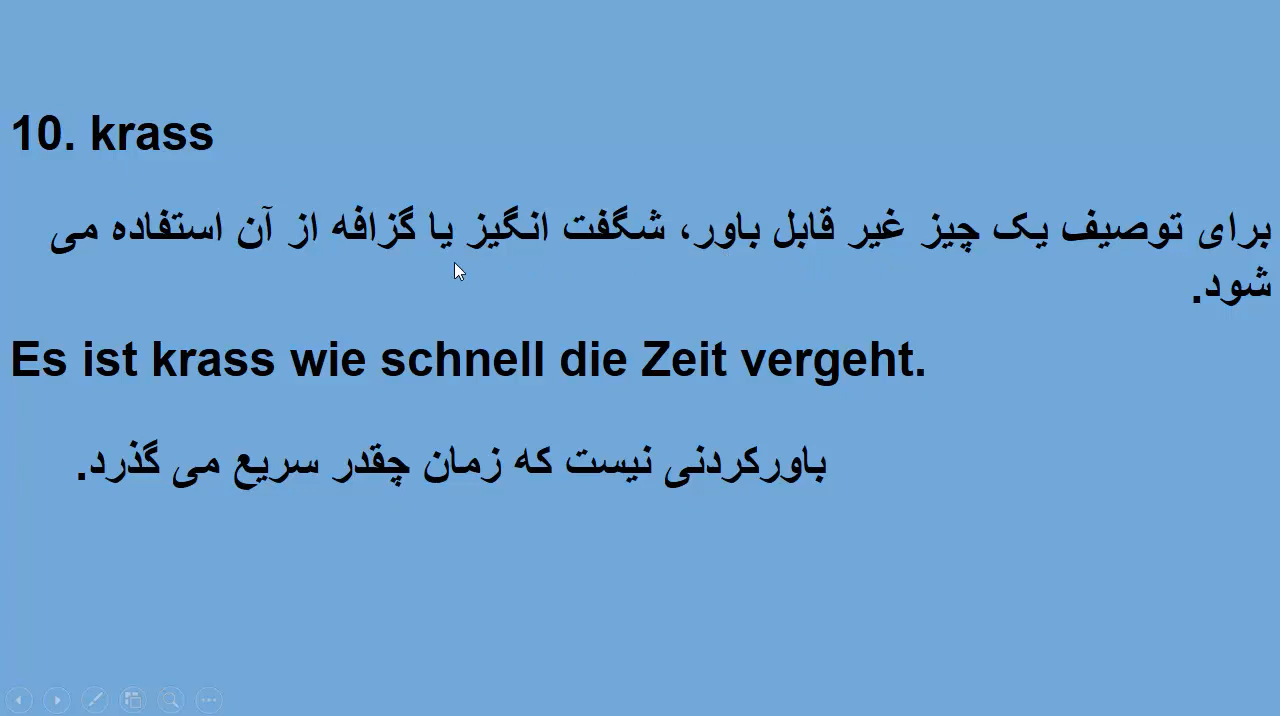 10. krass
برای توصیف یک چیز غیر قابل باور، شگفت انگیز یا گزافه از آن استفاده می
شود.
Es ist krass wie schnell die Zeit vergeht.
باورکردنی نیست که زمان چقدر سریع می گذرد.